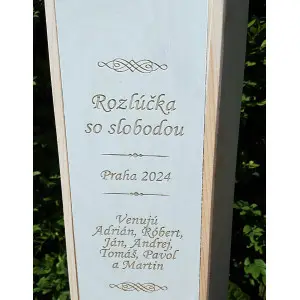 Rozlúčka
so slobodou
Praha 2024
Venujú
Adrián, Róbert,
Ján, Andrej,
Tomáš, Pavol
a Martin